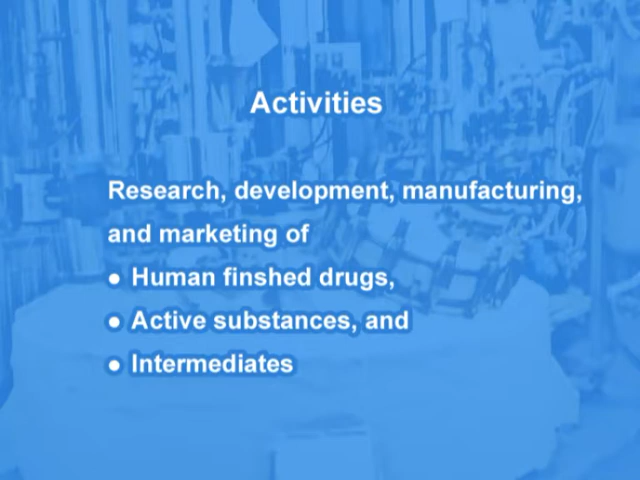 Activities
Research, development, manufacturing,
and marketing of
● Human finshed drugs,
● Active substances, and
● Intermediates